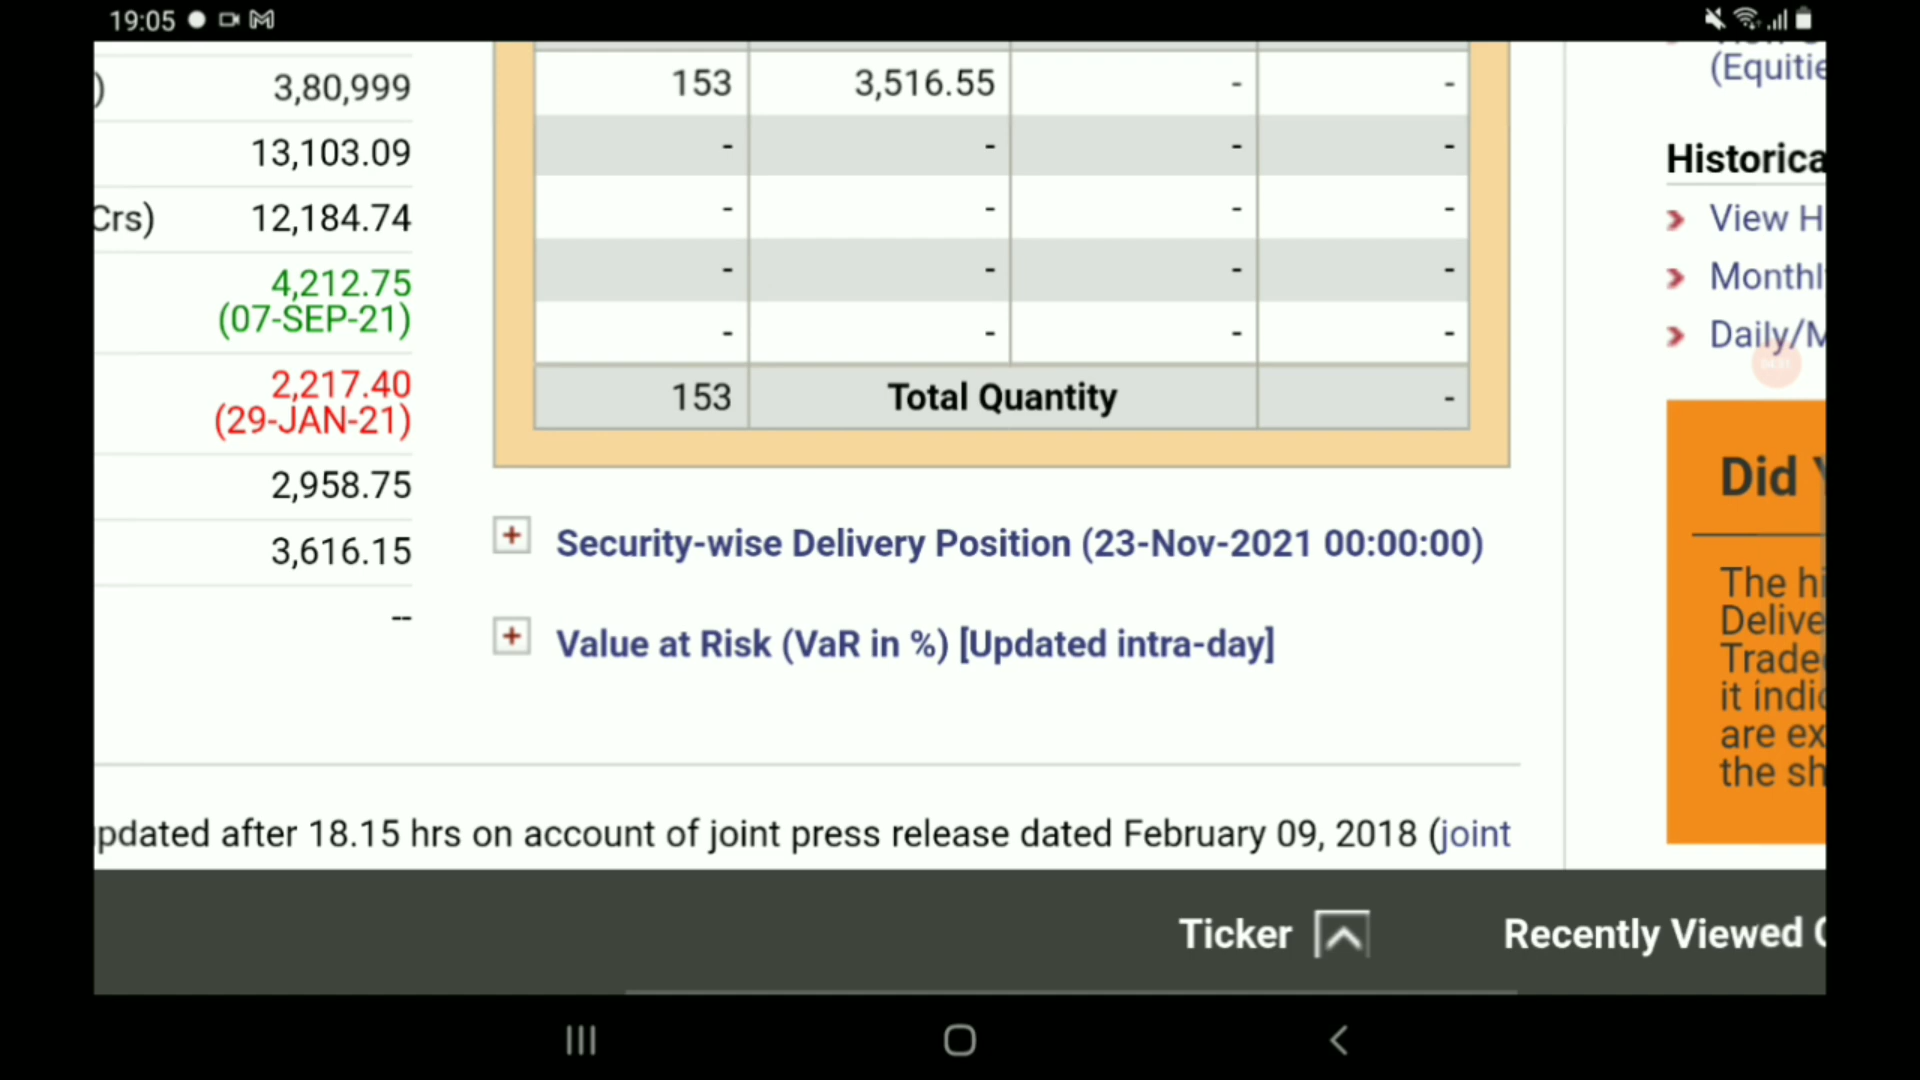 19:05
) 3,80,999
13,103.09
Crs) 12,184.74
4,212.75
(07-SEP-21)
2,217.40
(29-JAN-21)
2,958.75
3,616.15
--
153 3,516.55 - -
- - - -
- - - -
- - - -
- - - -
153 Total Quantity -
+ Security-wise Delivery Position (23-Nov-2021 00:00:00)
+ Value at Risk (VaR in %) [Updated intra-day]
pdated after 18.15 hrs on account of joint press release dated February 09, 2018 (joint
(Equitie
Historica
View H
Monthl
Daily/M
Did
The hi
Delive
Trade
it indic
are ex
the sh
Ticker
Recently Viewed